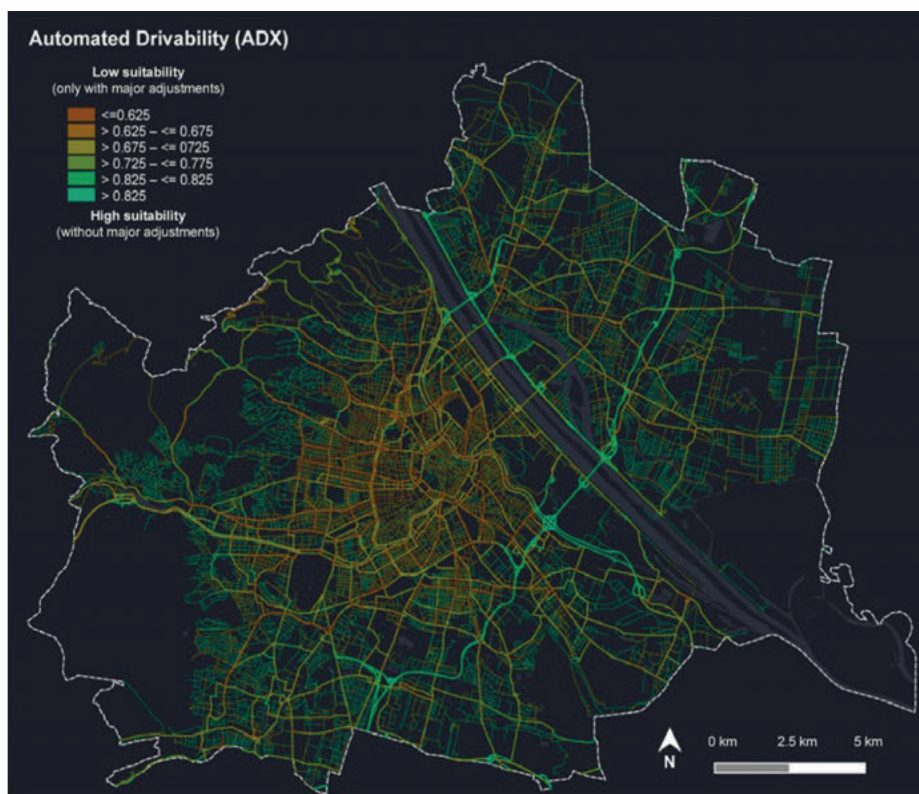 Automated Drivability (ADX)
Low suitability
(only with major adjustments)
<=0.625
> 0.625 – <= 0.675
> 0.675 – <= 0725
> 0.725 – <= 0.775
> 0.825 – <= 0.825
> 0.825
High suitability
(without major adjustments)
N
0 km 2.5 km 5 km